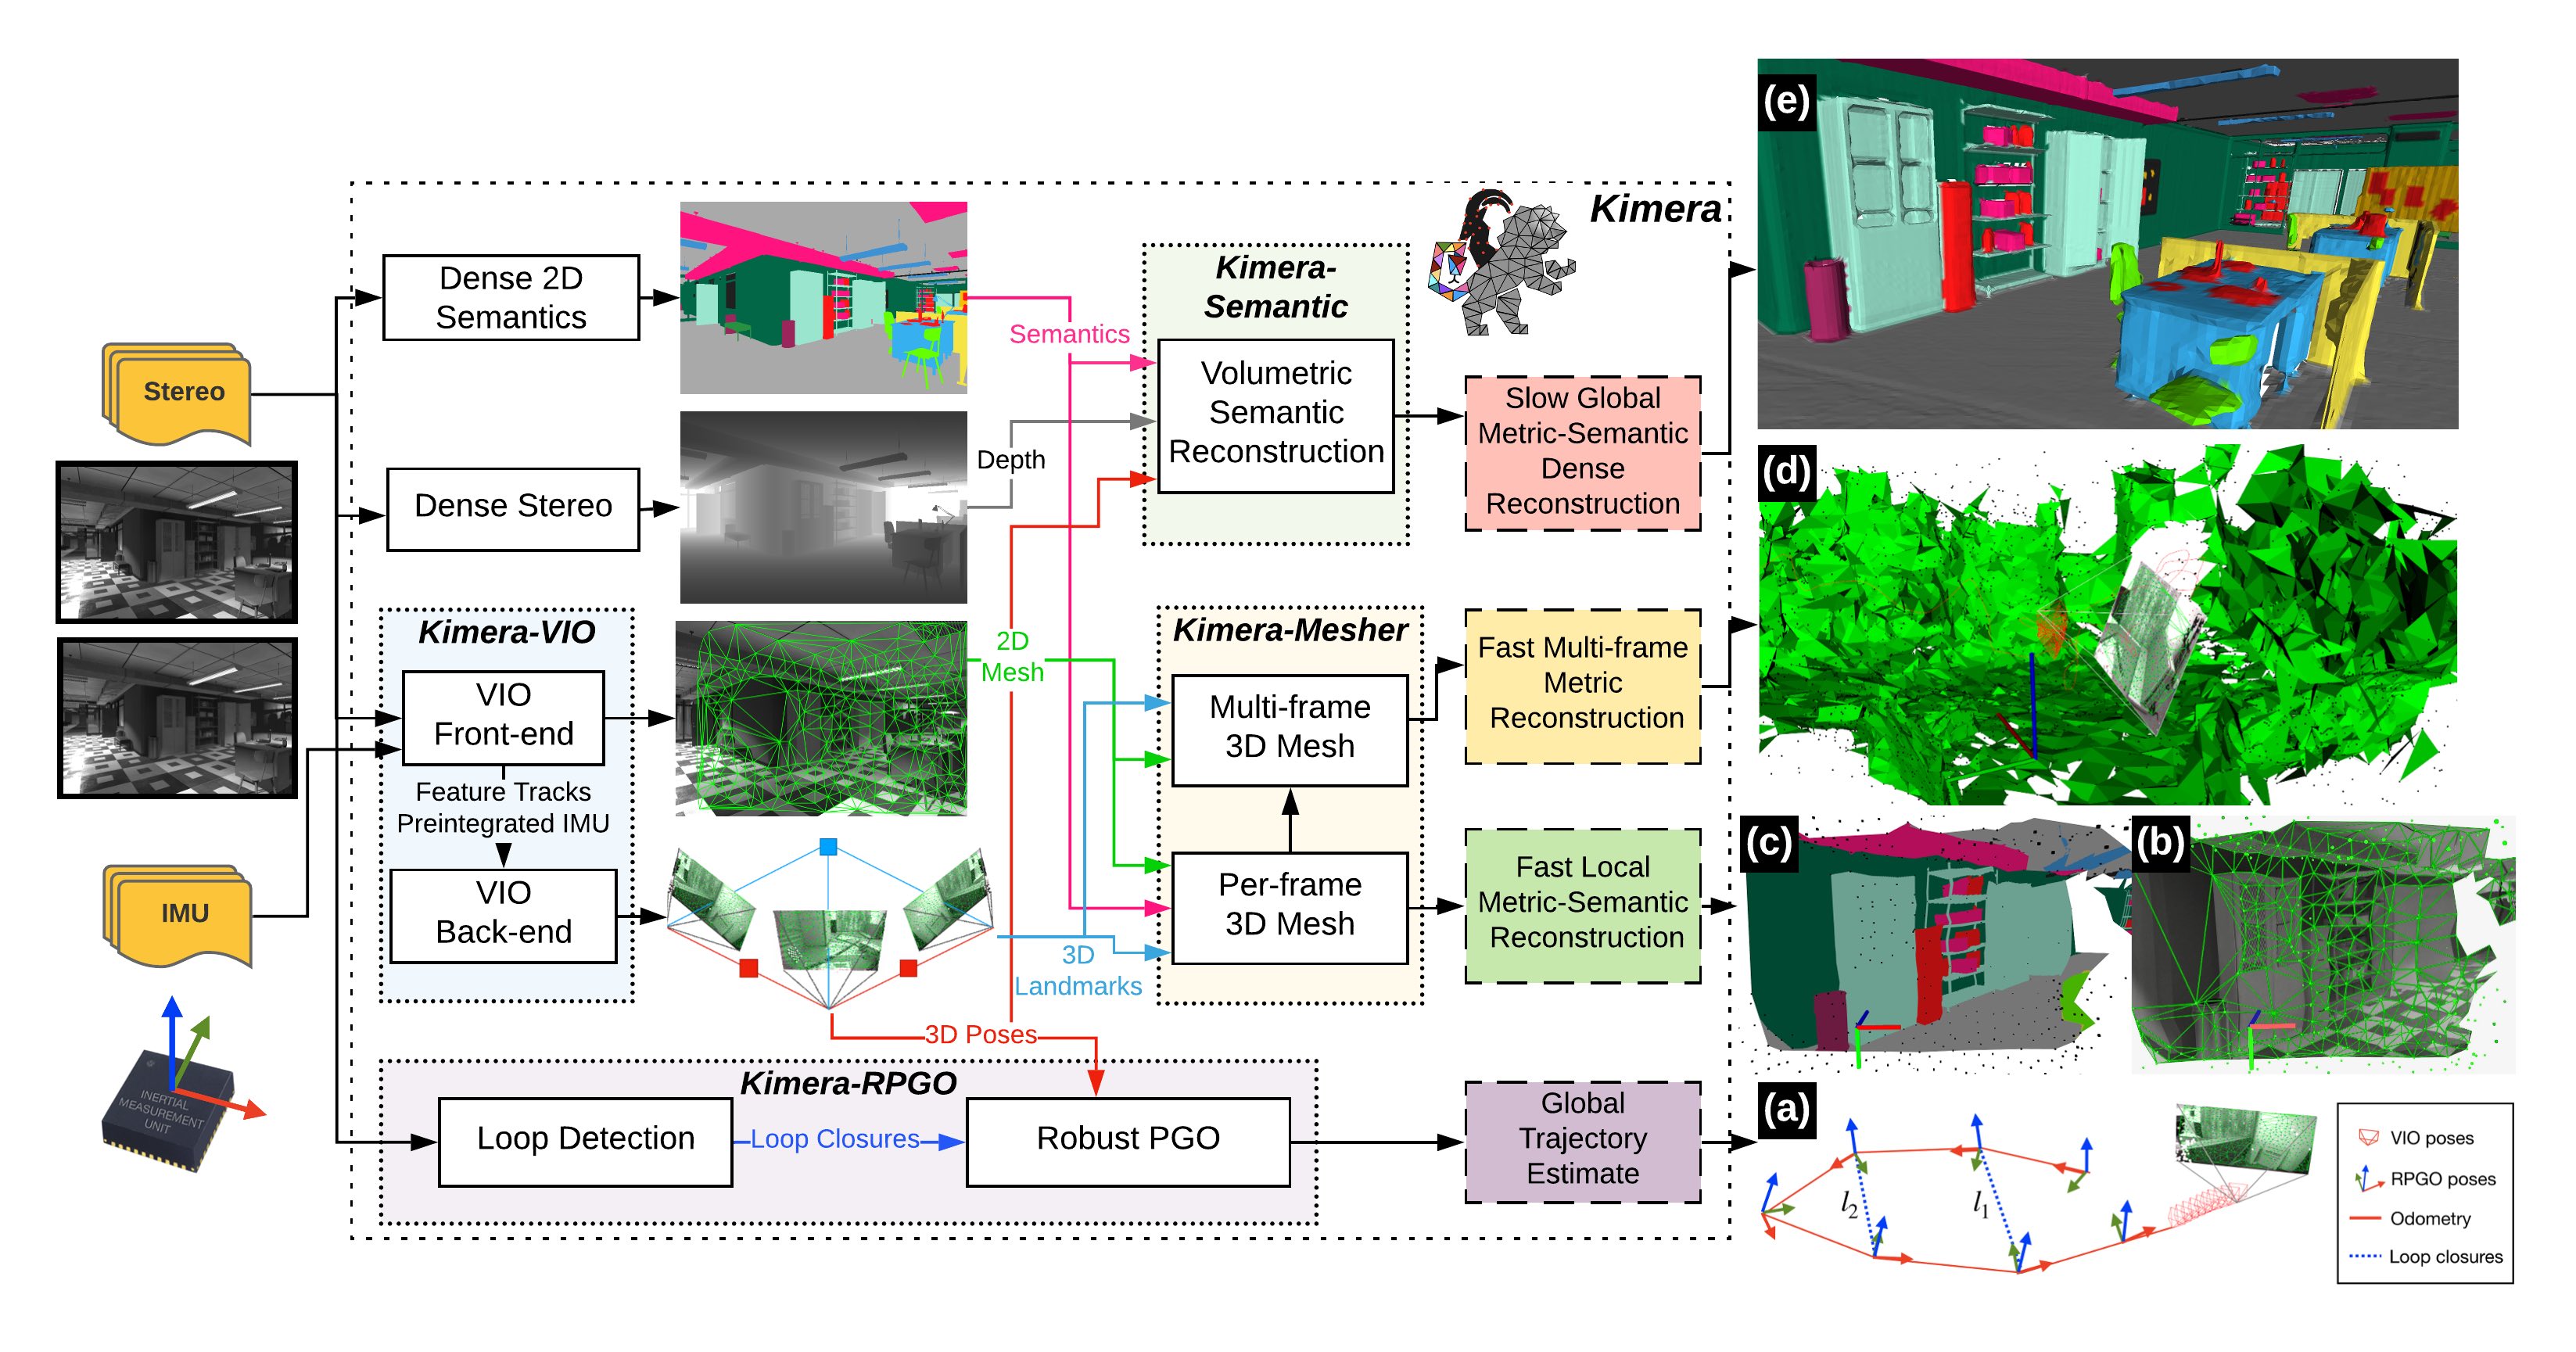 Kimera
Stereo
IMU
INERTIAL
MEASUREMENT
UNIT
Dense 2D
Semantics
Dense Stereo
Kimera-VIO
VIO
Front-end
Feature Tracks
Preintegrated IMU
VIO
Back-end
Semantics
Depth
2D
Mesh
3D
Landmarks
3D Poses
Kimera-RPGO
Loop Detection
Loop Closures
Robust PGO
Kimera-
Semantic
Volumetric
Semantic
Reconstruction
Kimera-Mesher
Multi-frame
3D Mesh
Per-frame
3D Mesh
Slow Global
Metric-Semantic
Dense
Reconstruction
Fast Multi-frame
Metric
Reconstruction
Fast Local
Metric-Semantic
Reconstruction
Global
Trajectory
Estimate
(e)
(d)
(c)
(b)
(a)
l2
l1
VIO poses
RPGO poses
Odometry
Loop closures